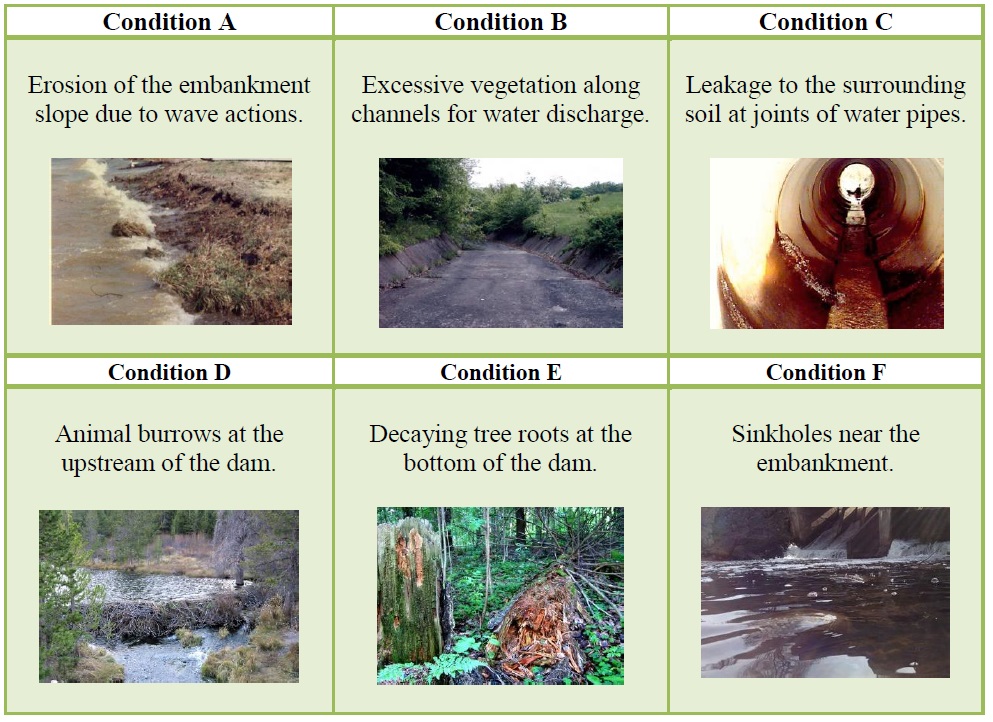 Condition A
Condition B
Condition C
Erosion of the embankment
slope due to wave actions.
Excessive vegetation along
channels for water discharge.
Leakage to the surrounding
soil at joints of water pipes.
Condition D
Condition E
Condition F
Animal burrows at the
upstream of the dam.
Decaying tree roots at the
bottom of the dam.
Sinkholes near the
embankment.